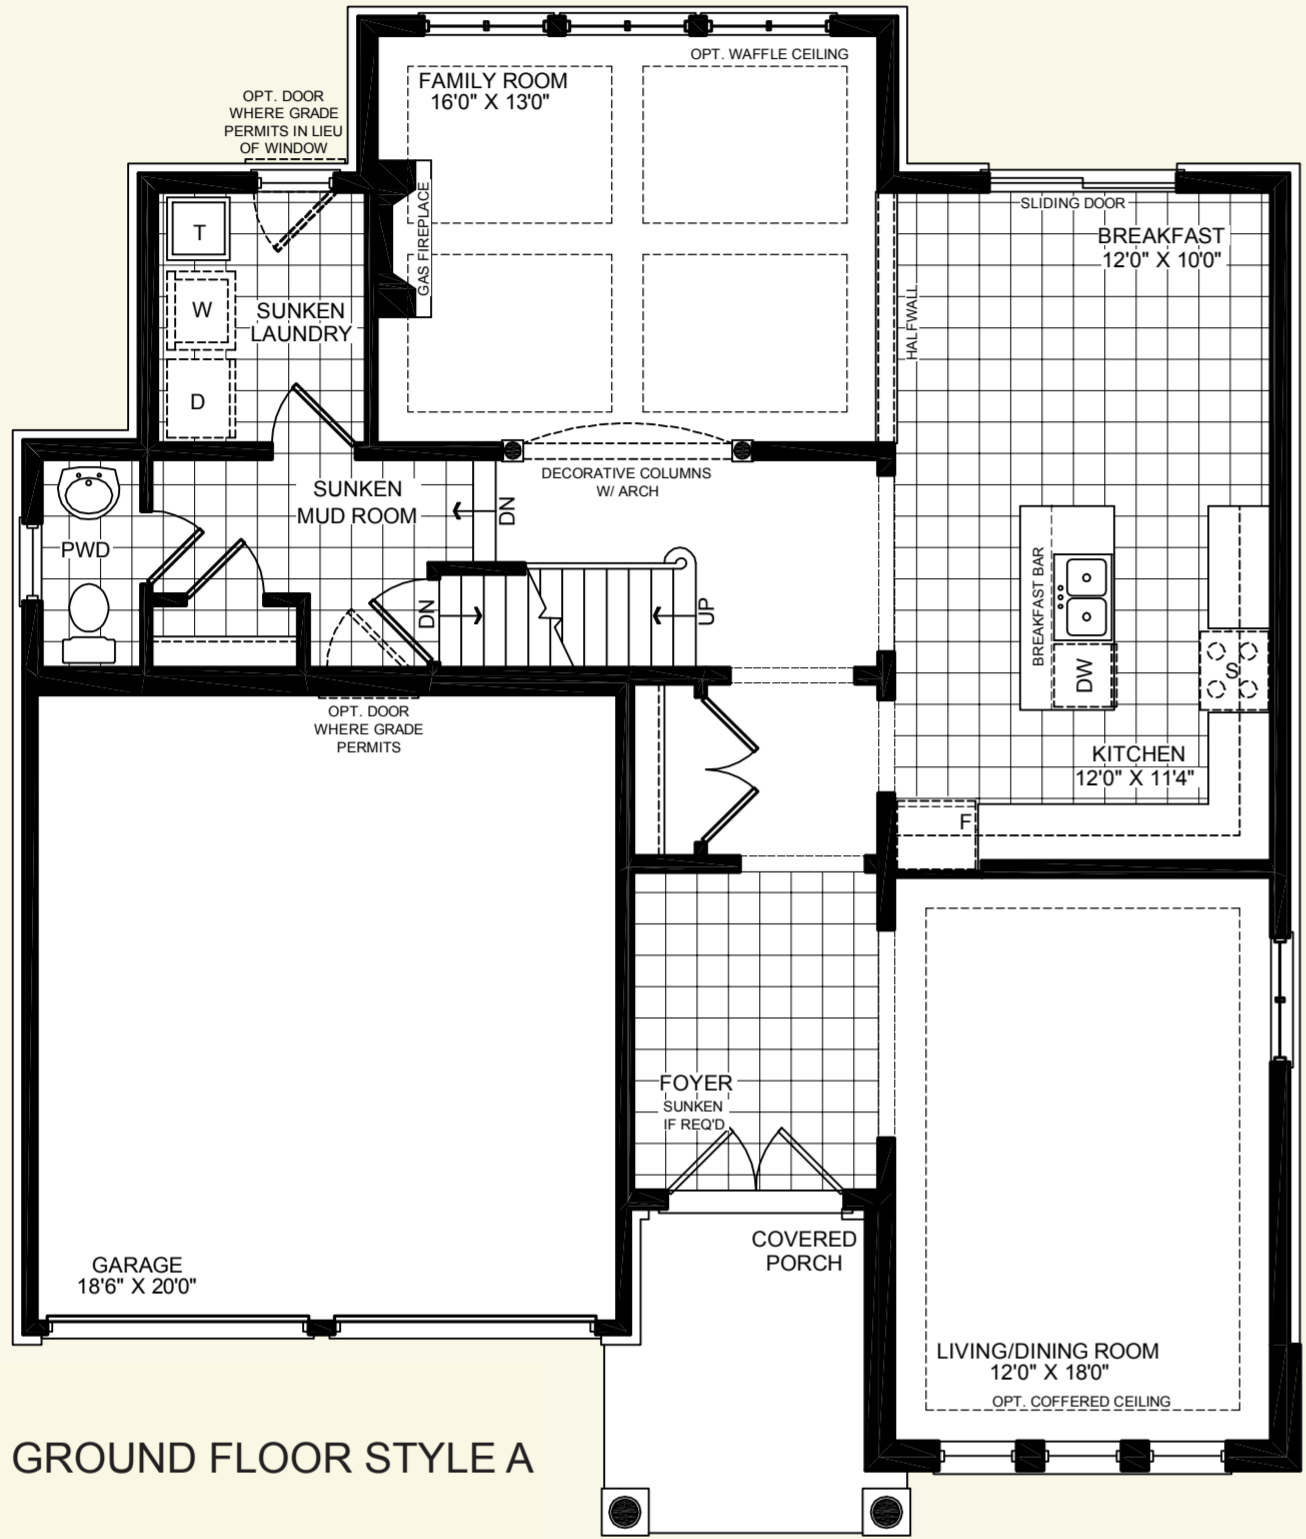 OPT. WAFFLE CEILING
FAMILY ROOM
16'0" X 13'0"
OPT. DOOR
WHERE GRADE
PERMITS IN LIEU
OF WINDOW
GAS FIREPLACE
SLIDING DOOR
BREAKFAST
12'0" X 10'0"
T
W
D
SUNKEN
LAUNDRY
HALFWALL
DECORATIVE COLUMNS
W/ ARCH
SUNKEN
MUD ROOM
DN
PWD
DN
UP
BREAKFAST BAR
DW
S
KITCHEN
12'0" X 11'4"
F
OPT. DOOR
WHERE GRADE
PERMITS
FOYER
SUNKEN
IF REQ'D
COVERED
PORCH
GARAGE
18'6" X 20'0"
LIVING/DINING ROOM
12'0" X 18'0"
OPT. COFFERED CEILING
GROUND FLOOR STYLE A